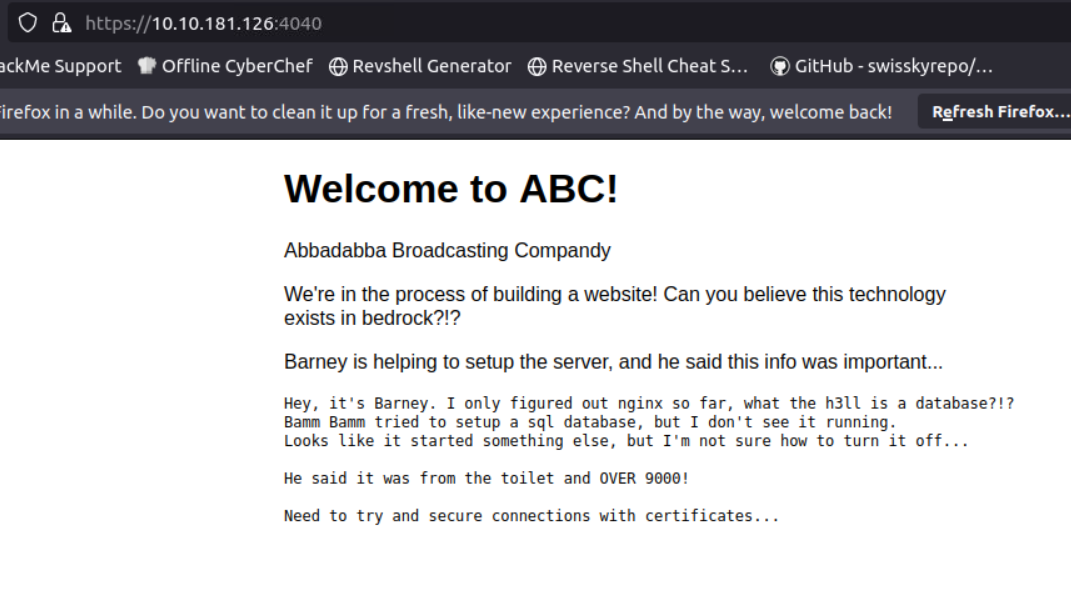 https://10.10.181.126:4040
ackMe Support Offline CyberChef Revshell Generator Reverse Shell Cheat S... GitHub - swisskyrepo/...
irefox in a while. Do you want to clean it up for a fresh, like-new experience? And by the way, welcome back! Refresh Firefox...
Welcome to ABC!
Abbadabba Broadcasting Compandy
We're in the process of building a website! Can you believe this technology
exists in bedrock?!?
Barney is helping to setup the server, and he said this info was important...
Hey, it's Barney. I only figured out nginx so far, what the h3ll is a database?!?
Bamm Bamm tried to setup a sql database, but I don't see it running.
Looks like it started something else, but I'm not sure how to turn it off...
He said it was from the toilet and OVER 9000!
Need to try and secure connections with certificates...